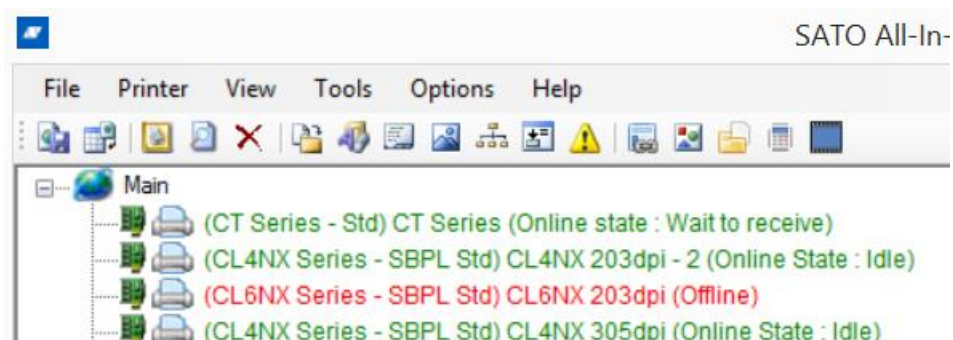 SATO All-In-
File Printer View Tools Options Help
Main
(CT Series - Std) CT Series (Online state : Wait to receive)
(CL4NX Series - SBPL Std) CL4NX 203dpi - 2 (Online State : Idle)
(CL6NX Series - SBPL Std) CL6NX 203dpi (Offline)
(CL4NX Series - SBPL Std) CL4NX 305dpi (Online State : Idle)